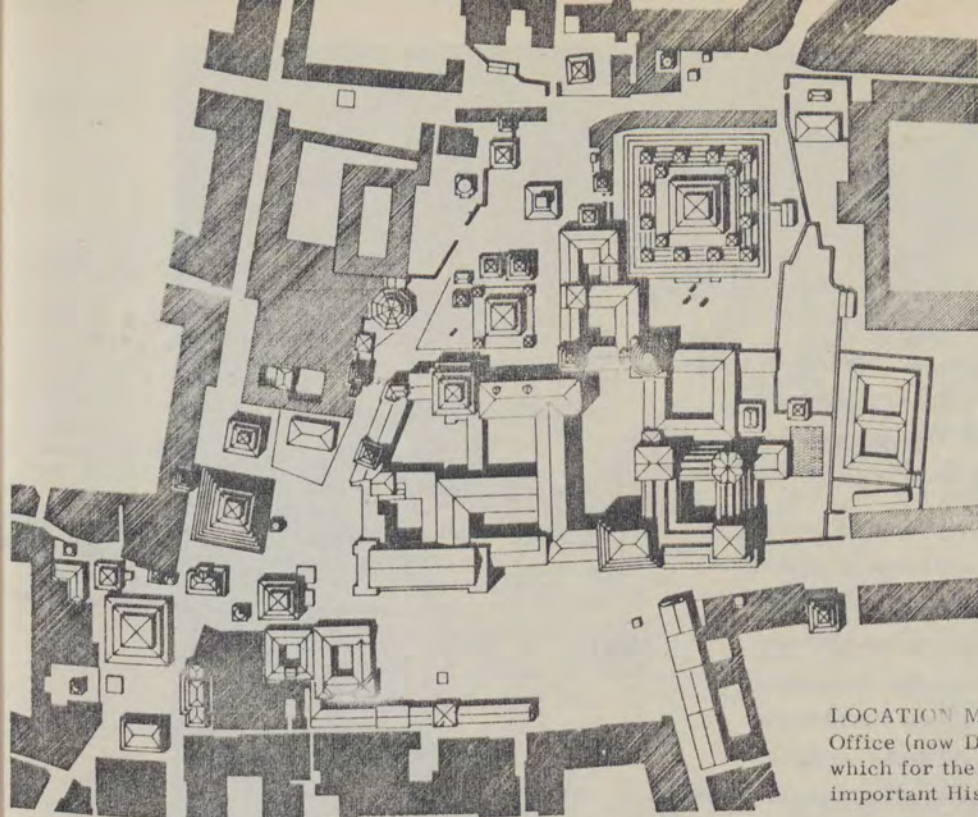 LOCATION M
Office (now D
which for the
important His